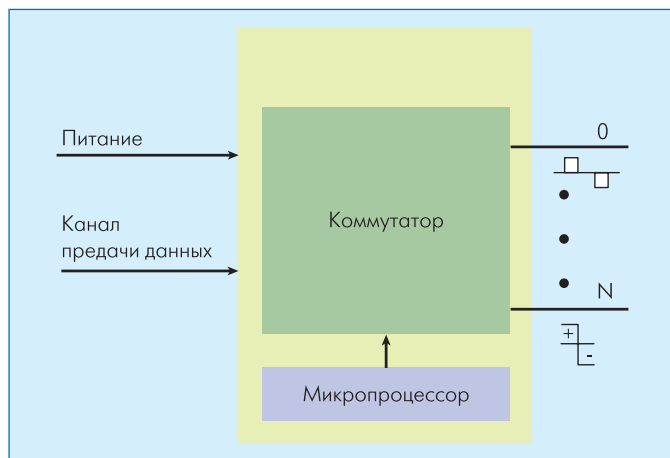 Питание
Канал
предачи данных
Коммутатор
0
N
+
-
Микропроцессор